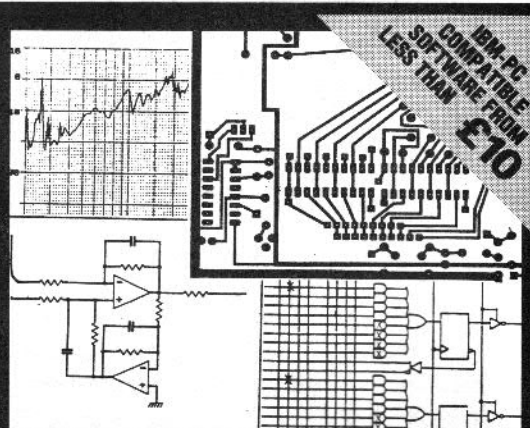 IBM-PC
COMPATIBLE
SOFTWARE FROM
LESS THAN
£10